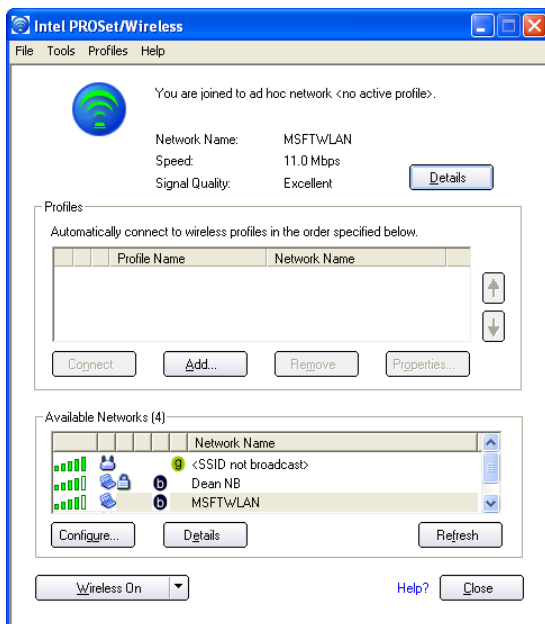 Intel PROSet/Wireless
File Tools Profiles Help
You are joined to ad hoc network <no active profile>.
Network Name: MSFTWLAN
Speed: 11.0 Mbps
Signal Quality: Excellent
Details
Profiles
Automatically connect to wireless profiles in the order specified below.
Profile Name Network Name
Connect Add... Remove Properties...
Available Networks (4)
Network Name
g <SSID not broadcast>
b Dean NB
b MSFTWLAN
Configure... Details Refresh
Wireless On Help? Close